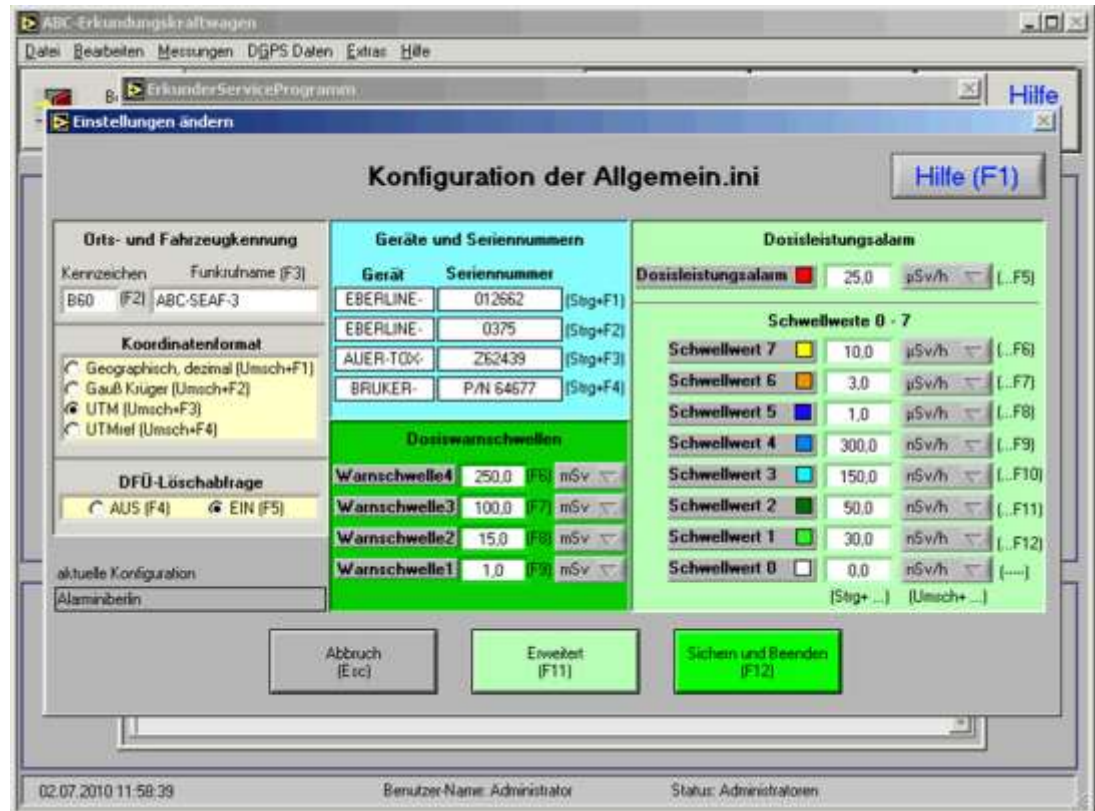 ABC-Erkundungskraftwagen
Datei Bearbeiten Messungen DGPS Daten Extras Hilfe
ErkunderServiceProgramm
Hilfe
Einstellungen ändern
Konfiguration der Allgemein.ini
Hilfe (F1)
Orts- und Fahrzeugkennung
Kennzeichen Funkrufname (F3)
B60 (F2) ABC-SEAF-3
Koordinatenformat
Geographisch, dezimal (Umsch+F1)
Gauß Krüger (Umsch+F2)
UTM (Umsch+F3)
UTMref (Umsch+F4)
DFÜ-Löschabfrage
AUS (F4) EIN (F5)
aktuelle Konfiguration
Alarminiberlin
Geräte und Seriennummern
Gerät Seriennummer
EBERLINE- 012662 (Strg+F1)
EBERLINE- 0375 (Strg+F2)
AUER-TOX- Z62439 (Strg+F3)
BRUKER- P/N 64677 (Strg+F4)
Dosiswarnschwellen
Warnschwelle4 250,0 (F6) mSv
Warnschwelle3 100,0 (F7) mSv
Warnschwelle2 15,0 (F8) mSv
Warnschwelle1 1,0 (F9) mSv
Dosisleistungsalarm
Dosisleistungsalarm 25,0 µSv/h (...F5)
Schwellwerte 0 - 7
Schwellwert 7 10,0 µSv/h (...F6)
Schwellwert 6 3,0 µSv/h (...F7)
Schwellwert 5 1,0 µSv/h (...F8)
Schwellwert 4 300,0 nSv/h (...F9)
Schwellwert 3 150,0 nSv/h (...F10)
Schwellwert 2 50,0 nSv/h (...F11)
Schwellwert 1 30,0 nSv/h (...F12)
Schwellwert 0 0,0 nSv/h (-----)
(Strg+ ...) (Umsch+ ...)
Abbruch
(Esc)
Erweitert
(F11)
Sichern und Beenden
(F12)
02.07.2010 11:58:39 Benutzer-Name: Administrator Status: Administratoren